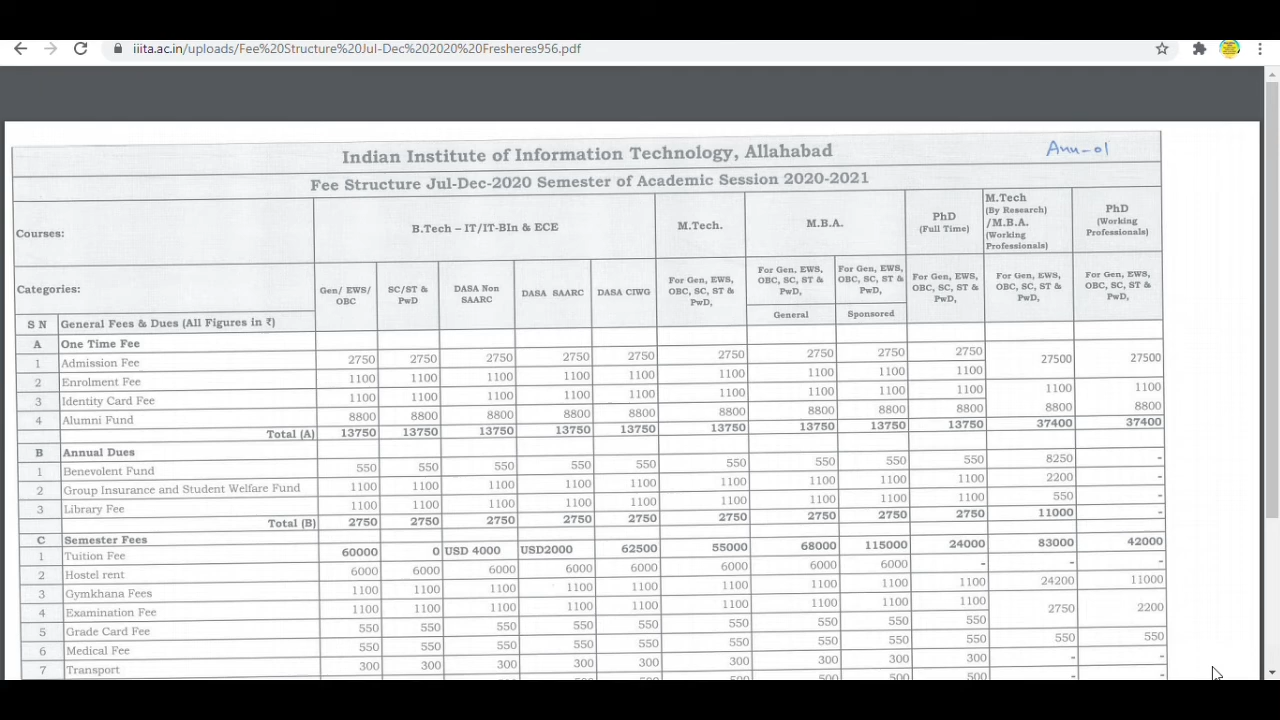 iiita.ac.in/uploads/Fee%20Structure%20Jul-Dec%202020%20Fresheres956.pdf
Indian Institute of Information Technology, Allahabad
Anu-01
Fee Structure Jul-Dec-2020 Semester of Academic Session 2020-2021
Courses: B.Tech – IT/IT-BIn & ECE M.Tech. M.B.A. PhD (Full Time) M.Tech (By Research) /M.B.A. (Working Professionals) PhD (Working Professionals)
Categories: Gen/ EWS/ OBC SC/ST & PwD DASA Non SAARC DASA SAARC DASA CIWG For Gen, EWS, OBC, SC, ST & PwD, For Gen, EWS, OBC, SC, ST & PwD, For Gen, EWS, OBC, SC, ST & PwD, For Gen, EWS, OBC, SC, ST & PwD, For Gen, EWS, OBC, SC, ST & PwD, For Gen, EWS, OBC, SC, ST & PwD,
S N General Fees & Dues (All Figures in ₹) General Sponsored
A One Time Fee
1 Admission Fee 2750 2750 2750 2750 2750 2750 2750 2750 2750 27500 27500
2 Enrolment Fee 1100 1100 1100 1100 1100 1100 1100 1100 1100
3 Identity Card Fee 1100 1100 1100 1100 1100 1100 1100 1100 1100 1100 1100
4 Alumni Fund 8800 8800 8800 8800 8800 8800 8800 8800 8800 8800 8800
Total (A) 13750 13750 13750 13750 13750 13750 13750 13750 13750 37400 37400
B Annual Dues
1 Benevolent Fund 550 550 550 550 550 550 550 550 550 8250 -
2 Group Insurance and Student Welfare Fund 1100 1100 1100 1100 1100 1100 1100 1100 1100 2200 -
3 Library Fee 1100 1100 1100 1100 1100 1100 1100 1100 1100 550 -
Total (B) 2750 2750 2750 2750 2750 2750 2750 2750 2750 11000 -
C Semester Fees
1 Tuition Fee 60000 0 USD 4000 USD2000 62500 55000 68000 115000 24000 83000 42000
2 Hostel rent 6000 6000 6000 6000 6000 6000 6000 6000 - - -
3 Gymkhana Fees 1100 1100 1100 1100 1100 1100 1100 1100 1100 24200 11000
4 Examination Fee 1100 1100 1100 1100 1100 1100 1100 1100 1100 2750 2200
5 Grade Card Fee 550 550 550 550 550 550 550 550 550
6 Medical Fee 550 550 550 550 550 550 550 550 550 550 550
7 Transport 300 300 300 300 300 300 300 300 300 - -